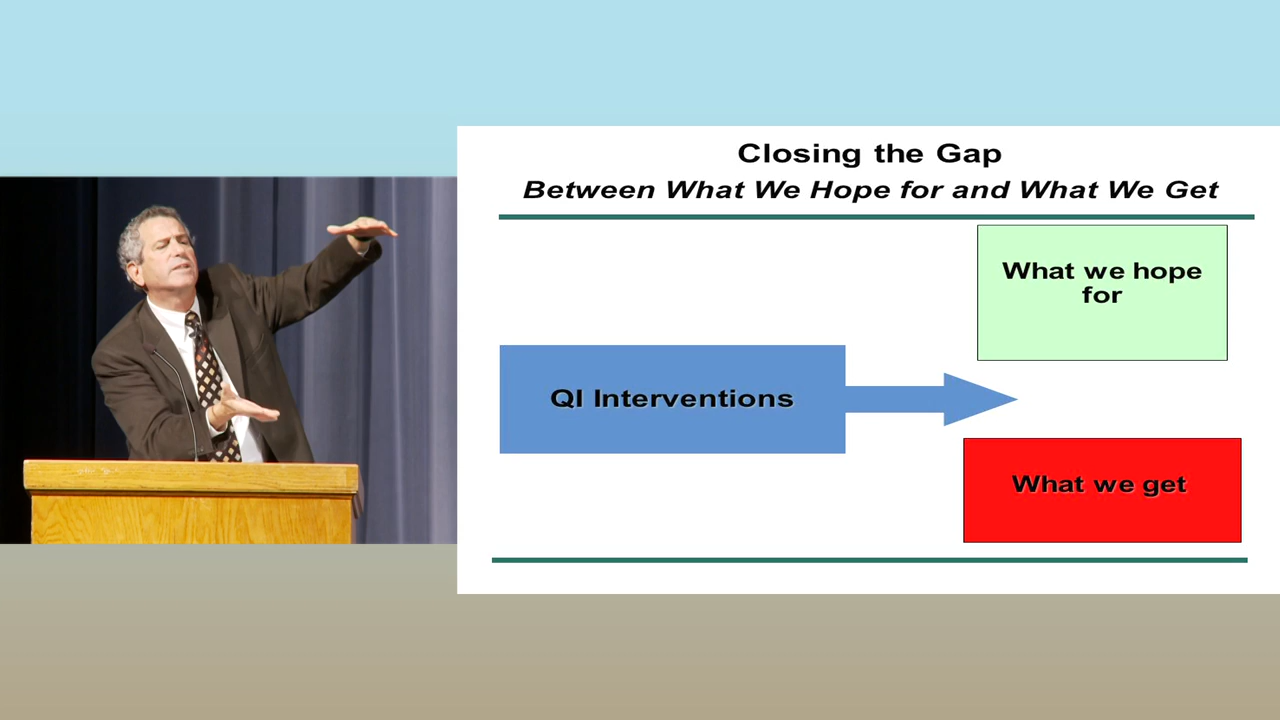 Closing the Gap
Between What We Hope for and What We Get
What we hope
for
QI Interventions
What we get